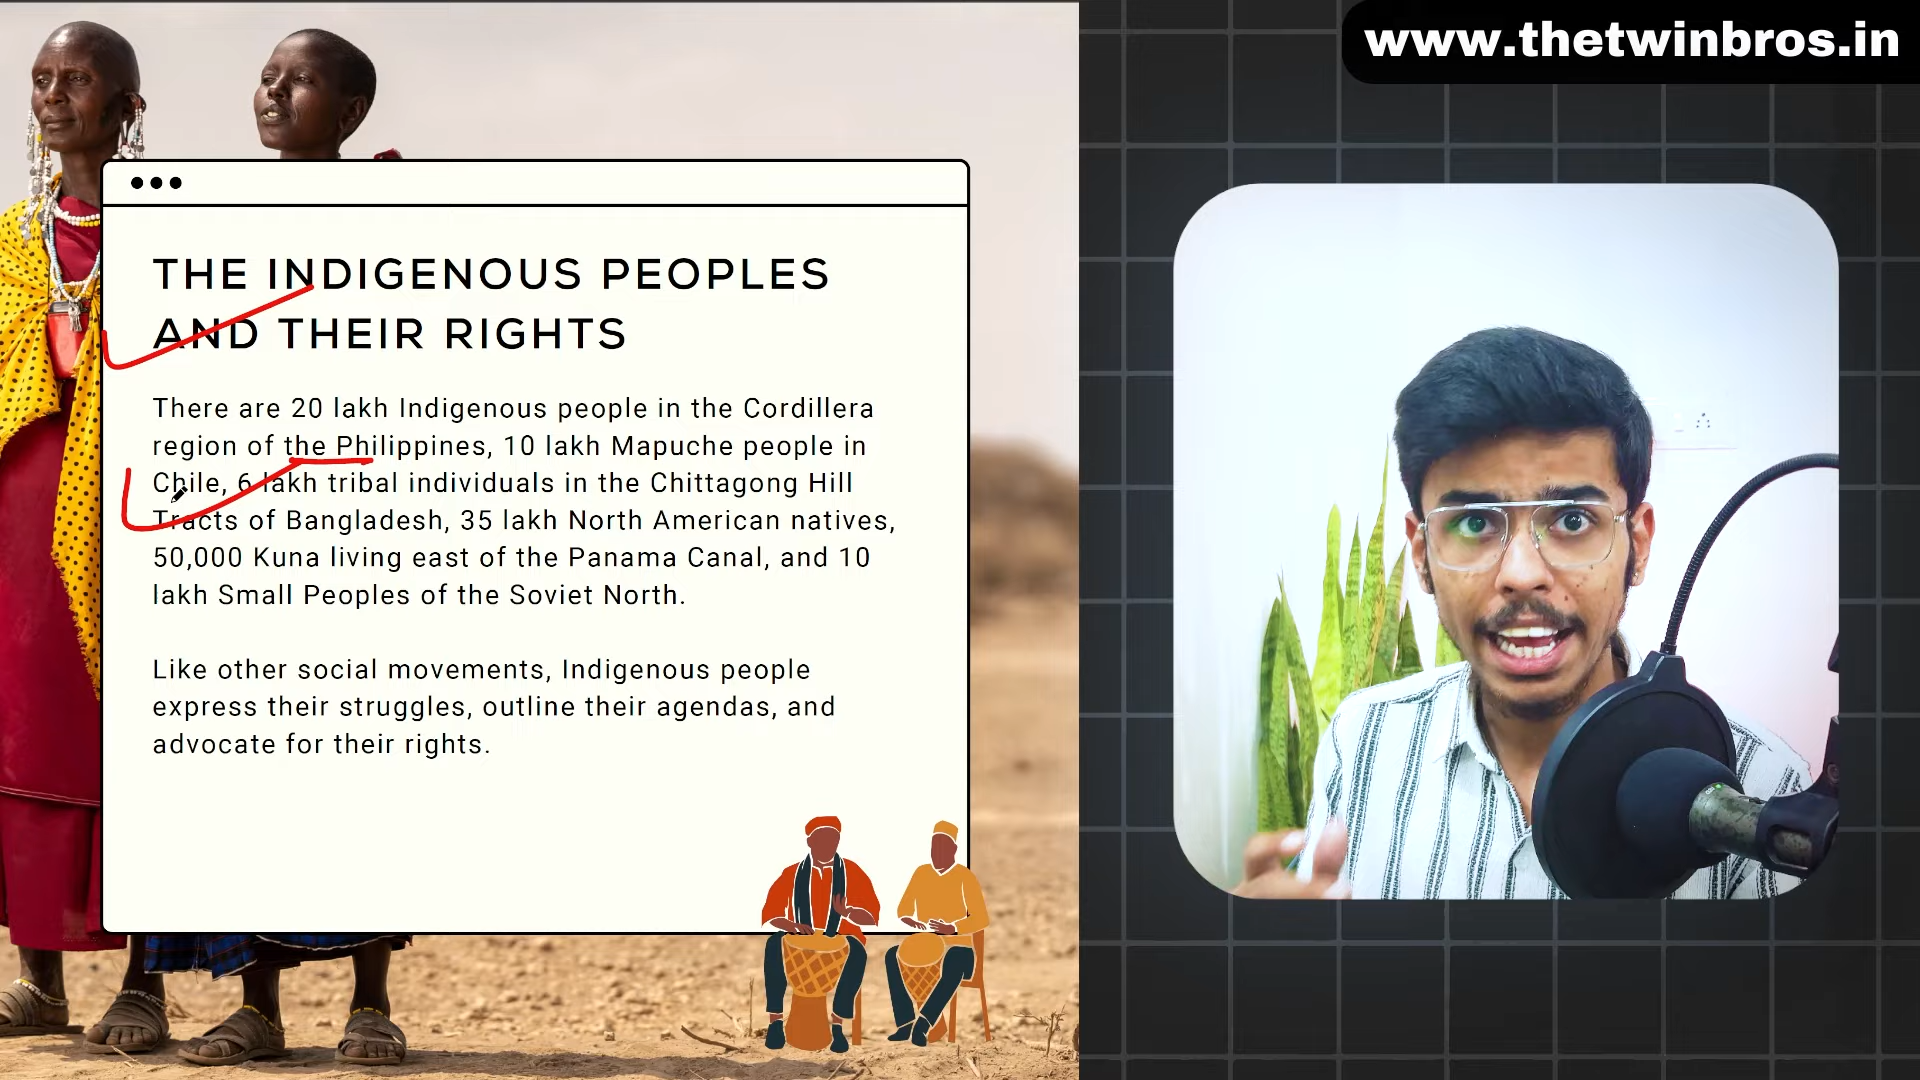 www.thetwinbros.in
THE INDIGENOUS PEOPLES
AND THEIR RIGHTS
There are 20 lakh Indigenous people in the Cordillera
region of the Philippines, 10 lakh Mapuche people in
Chile, 6 lakh tribal individuals in the Chittagong Hill
Tracts of Bangladesh, 35 lakh North American natives,
50,000 Kuna living east of the Panama Canal, and 10
lakh Small Peoples of the Soviet North.
Like other social movements, Indigenous people
express their struggles, outline their agendas, and
advocate for their rights.